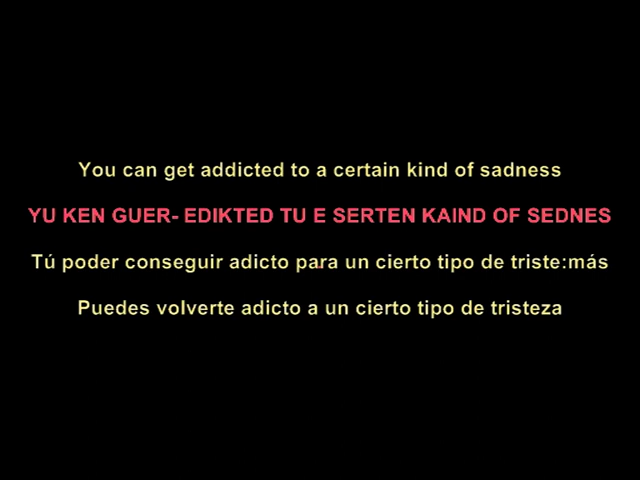 You can get addicted to a certain kind of sadness
YU KEN GUER- EDIKTED TU E SERTEN KAIND OF SEDNES
Tú poder conseguir adicto para un cierto tipo de triste:más
Puedes volverte adicto a un cierto tipo de tristeza